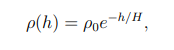 ρ(h) = ρ₀e^{-h/H},